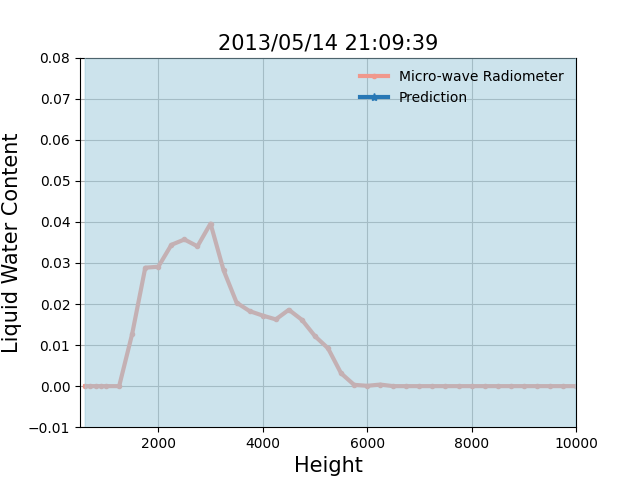 2013/05/14 21:09:39
Micro-wave Radiometer
Prediction
Liquid Water Content
0.08
0.07
0.06
0.05
0.04
0.03
0.02
0.01
0.00
−0.01
2000 4000 6000 8000 10000
Height